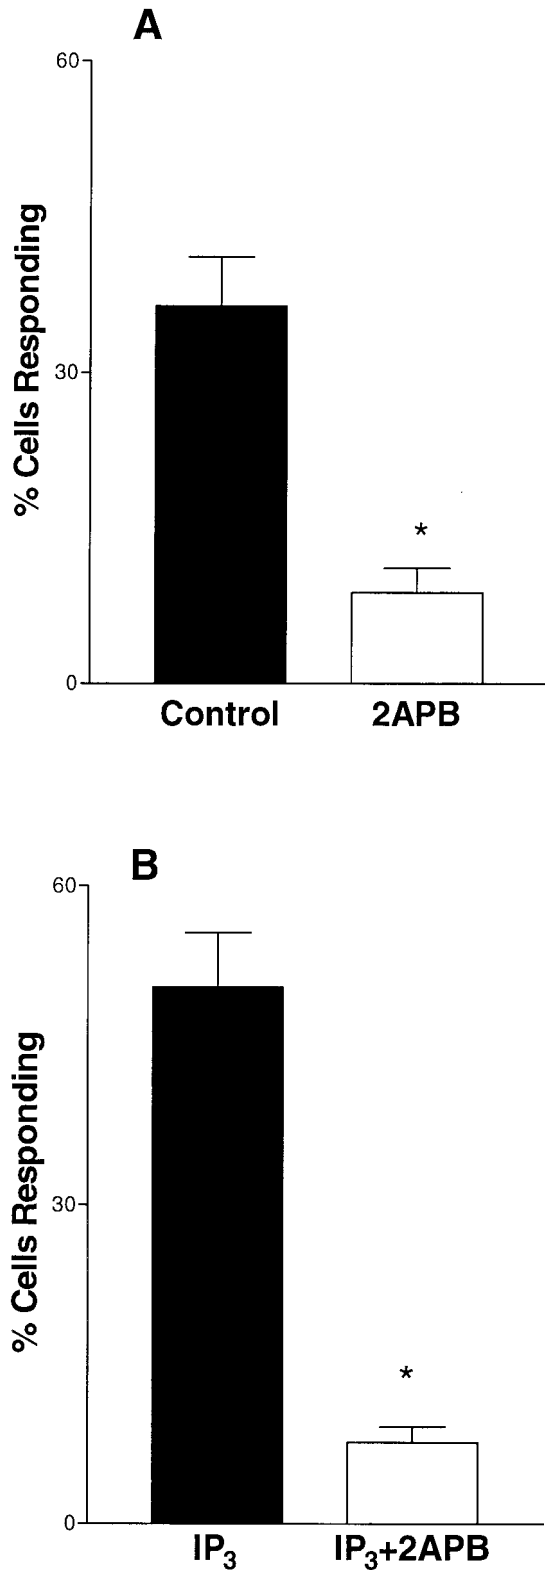 A
60
% Cells Responding
30
*
0
Control 2APB
B
60
% Cells Responding
30
*
0
IP₃ IP₃+2APB